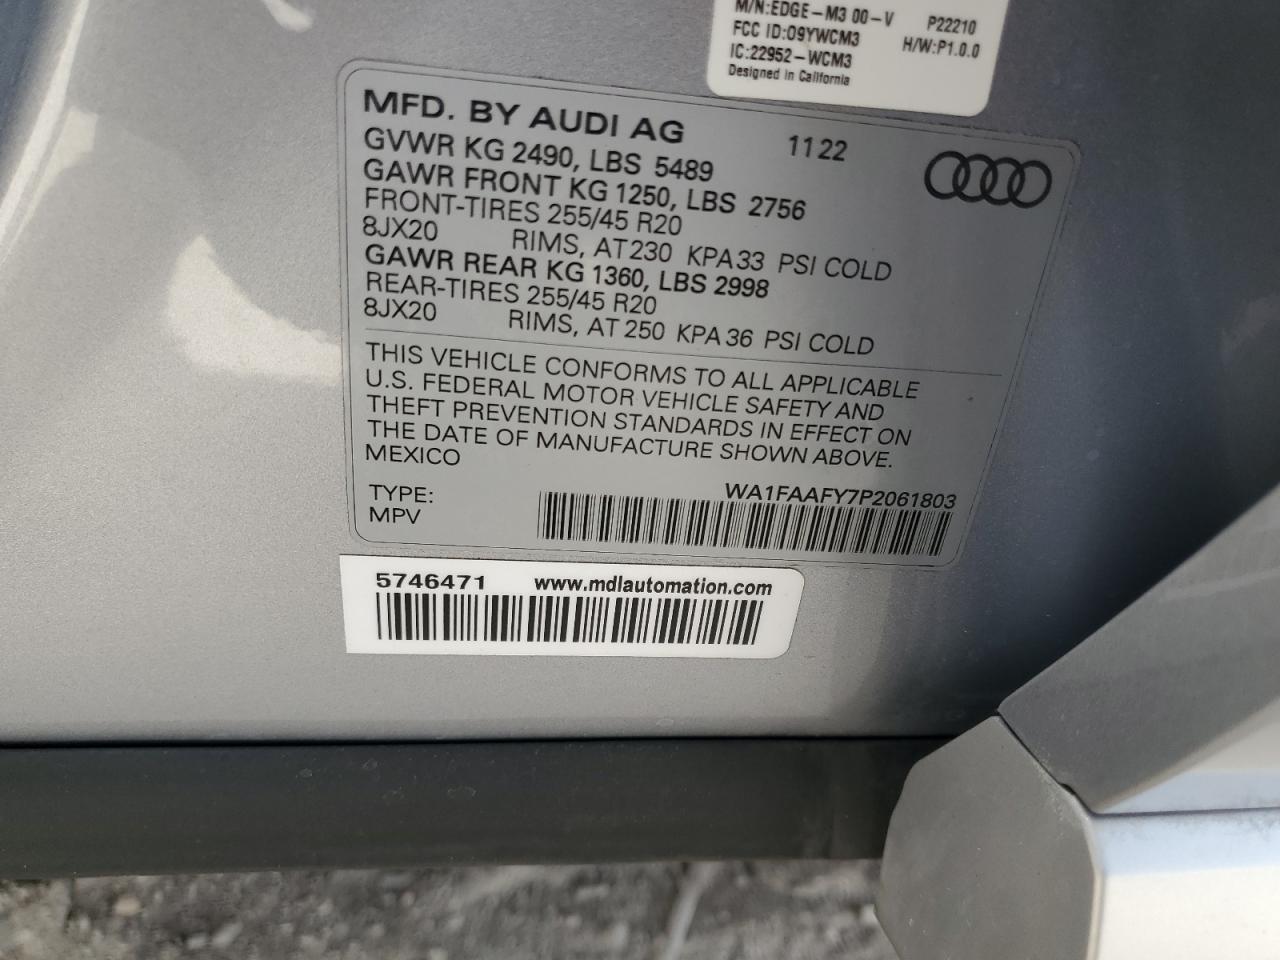 M/N:EDGE-M3 00-V P22210
FCC ID:O9YWCM3 H/W:P1.0.0
IC:22952-WCM3
Designed in California
MFD. BY AUDI AG 11 22
GVWR KG 2490, LBS 5489
GAWR FRONT KG 1250, LBS 2756
FRONT-TIRES 255/45 R20
8JX20 RIMS, AT 230 KPA 33 PSI COLD
GAWR REAR KG 1360, LBS 2998
REAR-TIRES 255/45 R20
8JX20 RIMS, AT 250 KPA 36 PSI COLD
THIS VEHICLE CONFORMS TO ALL APPLICABLE
U.S. FEDERAL MOTOR VEHICLE SAFETY AND
THEFT PREVENTION STANDARDS IN EFFECT ON
THE DATE OF MANUFACTURE SHOWN ABOVE.
MEXICO
WA1FAAFY7P2061803
TYPE:
MPV
5746471 www.mdlautomation.com